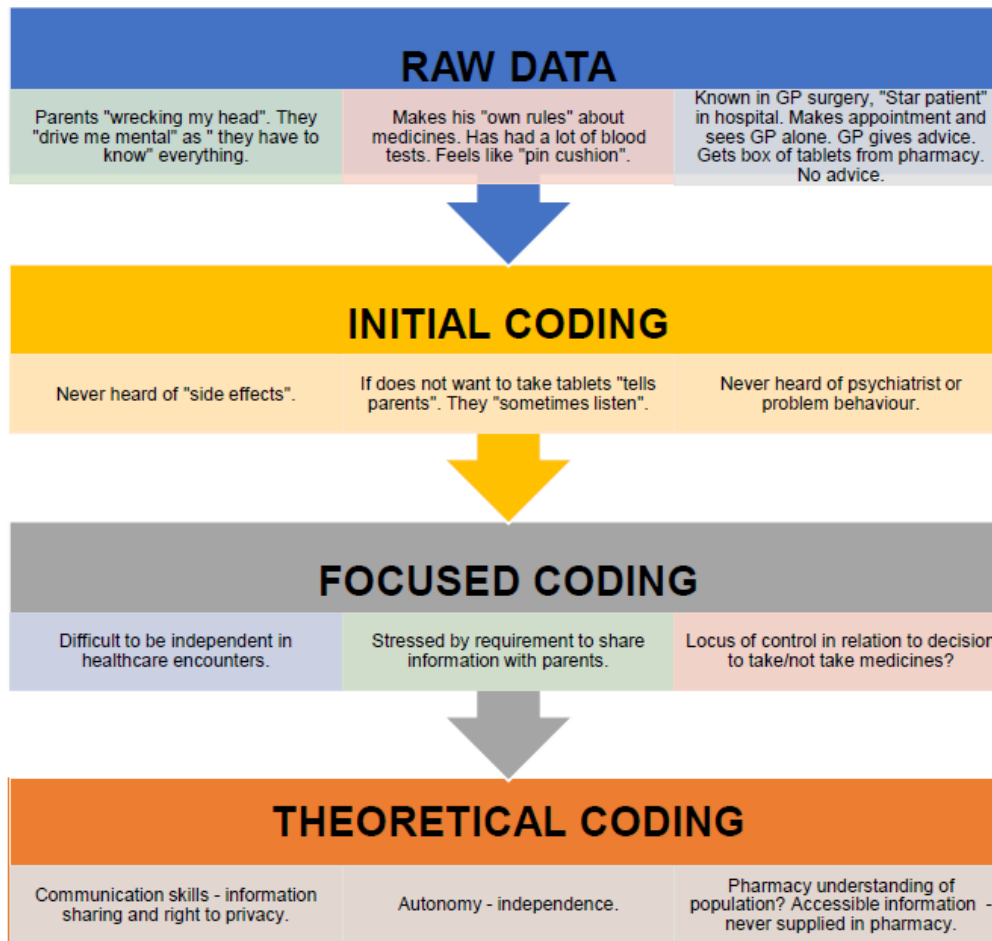 RAW DATA
Parents "wrecking my head". They
"drive me mental" as " they have to
know" everything.
Makes his "own rules" about
medicines. Has had a lot of blood
tests. Feels like "pin cushion".
Known in GP surgery, "Star patient"
in hospital. Makes appointment and
sees GP alone. GP gives advice.
Gets box of tablets from pharmacy.
No advice.
INITIAL CODING
Never heard of "side effects".
If does not want to take tablets "tells
parents". They "sometimes listen".
Never heard of psychiatrist or
problem behaviour.
FOCUSED CODING
Difficult to be independent in
healthcare encounters.
Stressed by requirement to share
information with parents.
Locus of control in relation to decision
to take/not take medicines?
THEORETICAL CODING
Communication skills - information
sharing and right to privacy.
Autonomy - independence.
Pharmacy understanding of
population? Accessible information -
never supplied in pharmacy.